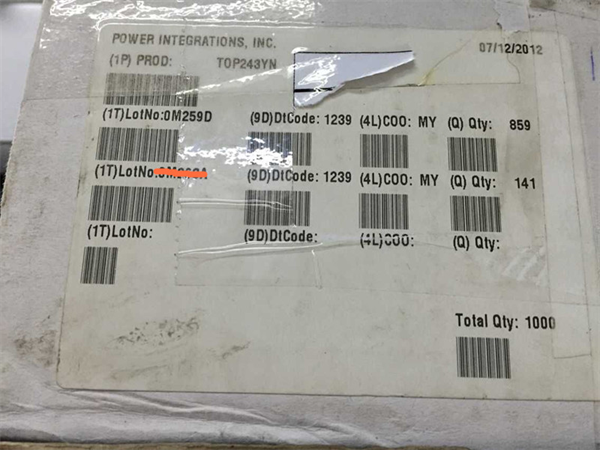 POWER INTEGRATIONS, INC. 07/12/2012
(1P) PROD: TOP243YN
(1T)LotNo:0M259D (9D)DtCode: 1239 (4L)COO: MY (Q) Qty: 859
(1T)LotNo: (9D)DtCode: 1239 (4L)COO: MY (Q) Qty: 141
(1T)LotNo: (9D)DtCode: (4L)COO: (Q) Qty:
Total Qty: 1000